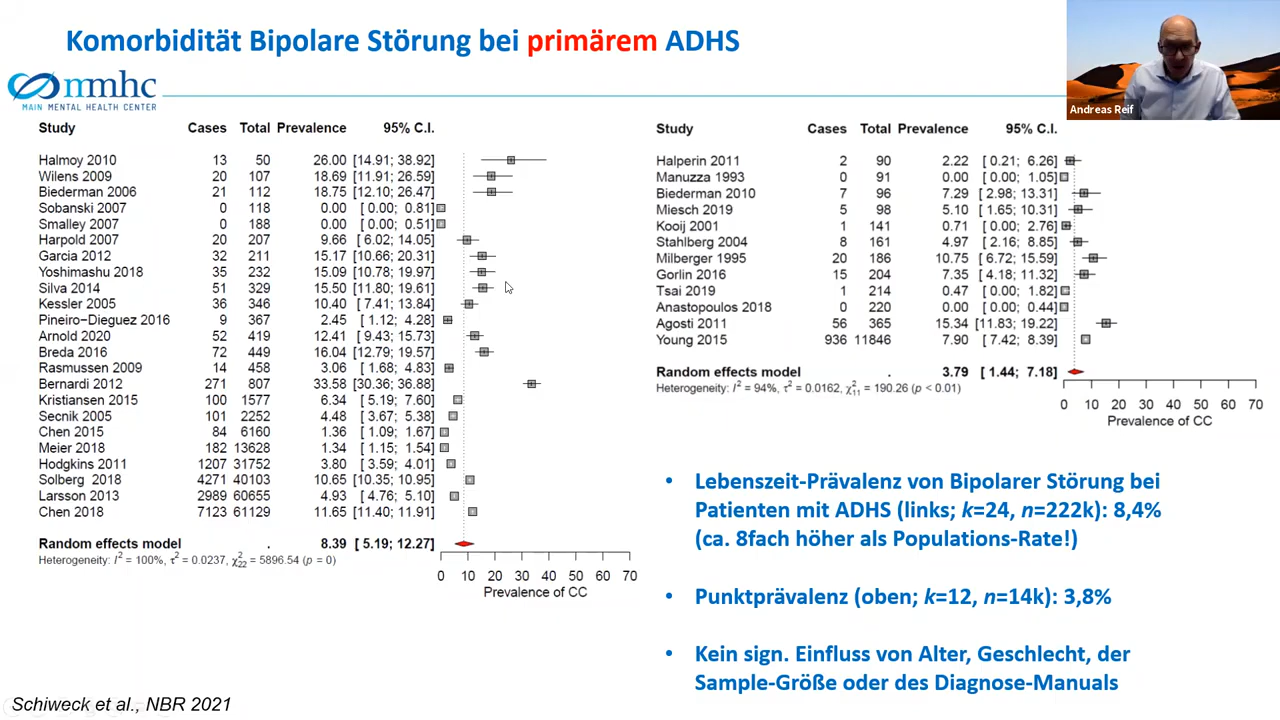 Komorbidität Bipolare Störung bei primärem ADHS
mmhc
MAIN MENTAL HEALTH CENTER
Andreas Reif
Study Cases Total Prevalence 95% C.I.
Halmoy 2010 13 50 26.00 [14.91; 38.92]
Wilens 2009 20 107 18.69 [11.91; 26.59]
Biederman 2006 21 112 18.75 [12.10; 26.47]
Sobanski 2007 0 118 0.00 [ 0.00; 0.81]
Smalley 2007 0 188 0.00 [ 0.00; 0.51]
Harpold 2007 20 207 9.66 [ 6.02; 14.05]
Garcia 2012 32 211 15.17 [10.66; 20.31]
Yoshimashu 2018 35 232 15.09 [10.78; 19.97]
Silva 2014 51 329 15.50 [11.80; 19.61]
Kessler 2005 36 346 10.40 [ 7.41; 13.84]
Pineiro−Dieguez 2016 9 367 2.45 [ 1.12; 4.28]
Arnold 2020 52 419 12.41 [ 9.43; 15.73]
Breda 2016 72 449 16.04 [12.79; 19.57]
Rasmussen 2009 14 458 3.06 [ 1.68; 4.83]
Bernardi 2012 271 807 33.58 [30.36; 36.88]
Kristiansen 2015 100 1577 6.34 [ 5.19; 7.60]
Secnik 2005 101 2252 4.48 [ 3.67; 5.38]
Chen 2015 84 6160 1.36 [ 1.09; 1.67]
Meier 2018 182 13628 1.34 [ 1.15; 1.54]
Hodgkins 2011 1207 31752 3.80 [ 3.59; 4.01]
Solberg 2018 4271 40103 10.65 [10.35; 10.95]
Larsson 2013 2989 60655 4.93 [ 4.76; 5.10]
Chen 2018 7123 61129 11.65 [11.40; 11.91]
Random effects model . 8.39 [ 5.19; 12.27]
Heterogeneity: I² = 100%, τ² = 0.0237, χ²₂₂ = 5896.54 (p = 0)
0 10 20 30 40 50 60 70
Prevalence of CC
Study Cases Total Prevalence 95% C.I.
Halperin 2011 2 90 2.22 [ 0.21; 6.26]
Manuzza 1993 0 91 0.00 [ 0.00; 1.05]
Biederman 2010 7 96 7.29 [ 2.98; 13.31]
Miesch 2019 5 98 5.10 [ 1.65; 10.31]
Kooij 2001 1 141 0.71 [ 0.00; 2.76]
Stahlberg 2004 8 161 4.97 [ 2.16; 8.85]
Milberger 1995 20 186 10.75 [ 6.72; 15.59]
Gorlin 2016 15 204 7.35 [ 4.18; 11.32]
Tsai 2019 1 214 0.47 [ 0.00; 1.82]
Anastopoulos 2018 0 220 0.00 [ 0.00; 0.44]
Agosti 2011 56 365 15.34 [11.83; 19.22]
Young 2015 936 11846 7.90 [ 7.42; 8.39]
Random effects model . 3.79 [ 1.44; 7.18]
Heterogeneity: I² = 94%, τ² = 0.0162, χ²₁₁ = 190.26 (p < 0.01)
0 10 20 30 40 50 60 70
Prevalence of CC
• Lebenszeit-Prävalenz von Bipolarer Störung bei
Patienten mit ADHS (links; k=24, n=222k): 8,4%
(ca. 8fach höher als Populations-Rate!)
• Punktprävalenz (oben; k=12, n=14k): 3,8%
• Kein sign. Einfluss von Alter, Geschlecht, der
Sample-Größe oder des Diagnose-Manuals
Schiweck et al., NBR 2021